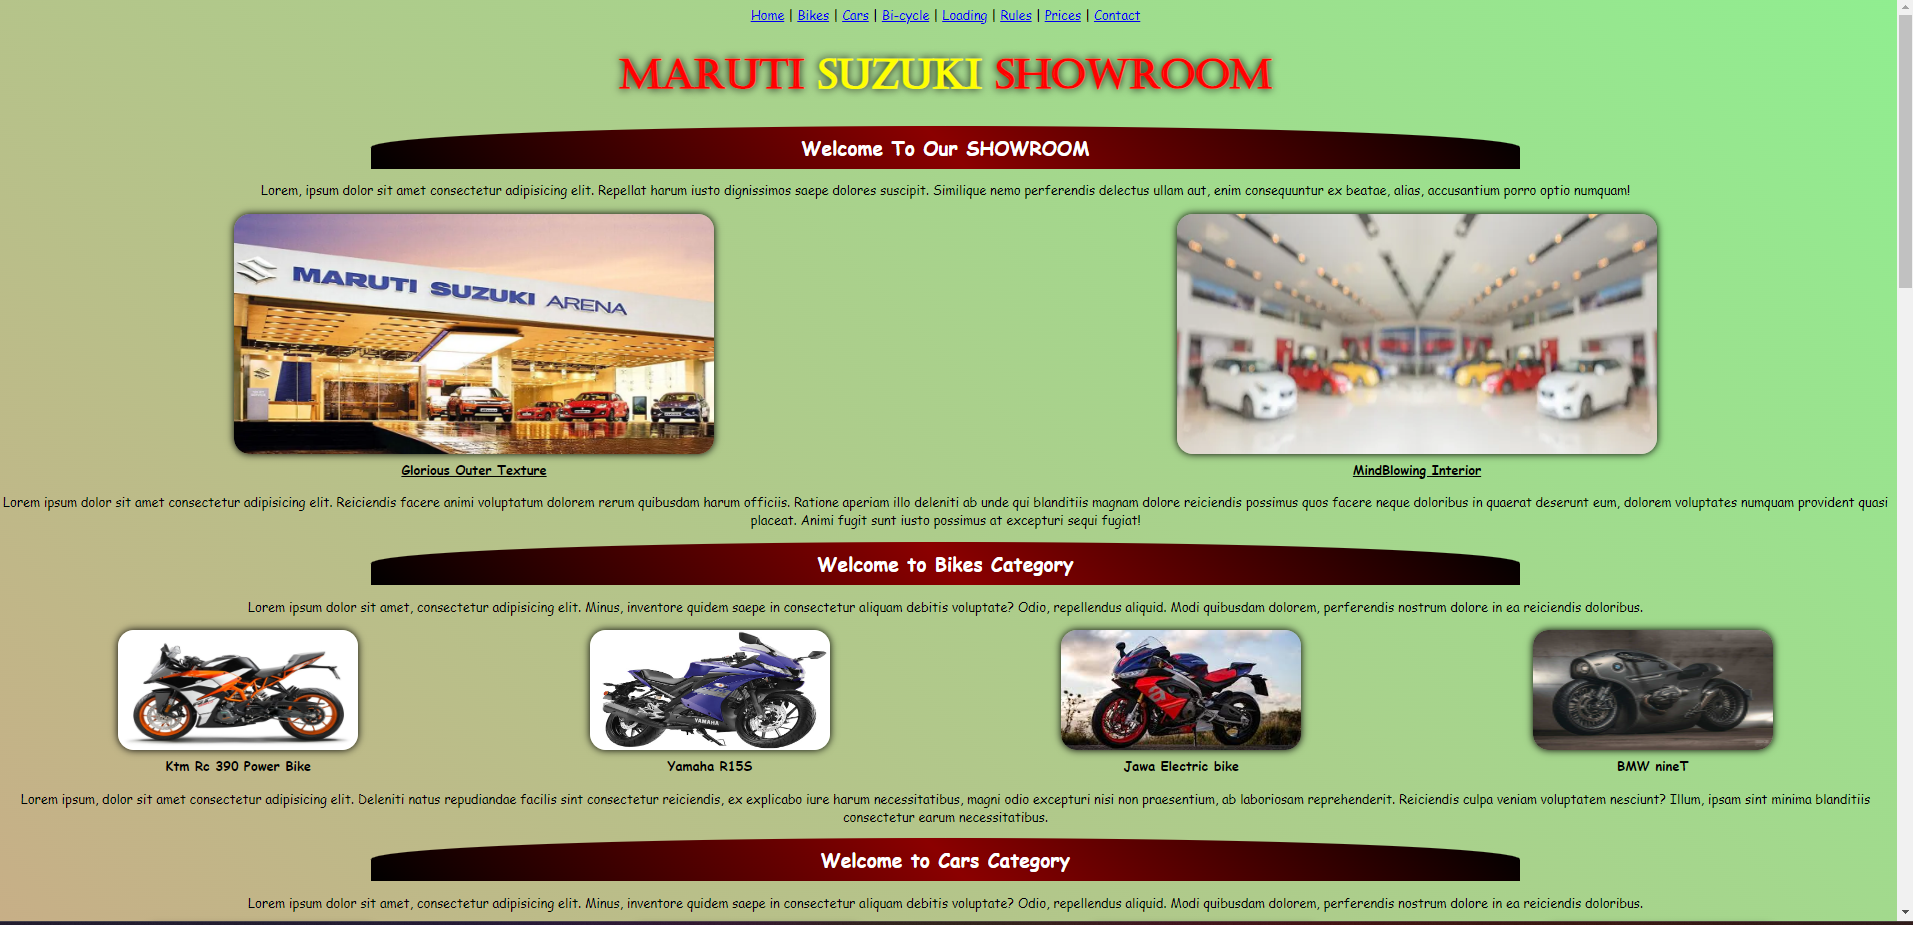 Home | Bikes | Cars | Bi-cycle | Loading | Rules | Prices | Contact
MARUTI SUZUKI SHOWROOM
Welcome To Our SHOWROOM
Lorem, ipsum dolor sit amet consectetur adipisicing elit. Repellat harum iusto dignissimos saepe dolores suscipit. Similique nemo perferendis delectus ullam aut, enim consequuntur ex beatae, alias, accusantium porro optio numquam!
MARUTI SUZUKI ARENA
Glorious Outer Texture
MindBlowing Interior
Lorem ipsum dolor sit amet consectetur adipisicing elit. Reiciendis facere animi voluptatum dolorem rerum quibusdam harum officiis. Ratione aperiam illo deleniti ab unde qui blanditiis magnam dolore reiciendis possimus quos facere neque doloribus in quaerat deserunt eum, dolorem voluptates numquam provident quasi
placeat. Animi fugit sunt iusto possimus at excepturi sequi fugiat!
Welcome to Bikes Category
Lorem ipsum dolor sit amet, consectetur adipisicing elit. Minus, inventore quidem saepe in consectetur aliquam debitis voluptate? Odio, repellendus aliquid. Modi quibusdam dolorem, perferendis nostrum dolore in ea reiciendis doloribus.
YAMAHA
Ktm Rc 390 Power Bike
Yamaha R15S
Jawa Electric bike
BMW nineT
Lorem ipsum, dolor sit amet consectetur adipisicing elit. Deleniti natus repudiandae facilis sint consectetur reiciendis, ex explicabo iure harum necessitatibus, magni odio excepturi nisi non praesentium, ab laboriosam reprehenderit. Reiciendis culpa veniam voluptatem nesciunt? Illum, ipsam sint minima blanditiis
consectetur earum necessitatibus.
Welcome to Cars Category
Lorem ipsum dolor sit amet, consectetur adipisicing elit. Minus, inventore quidem saepe in consectetur aliquam debitis voluptate? Odio, repellendus aliquid. Modi quibusdam dolorem, perferendis nostrum dolore in ea reiciendis doloribus.